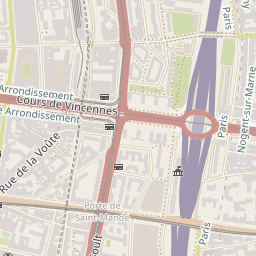 Paris
Arrondissement
Cours de Vincennes
Arrondissement
Rue de la Voûte
Paris
Nogent-sur-Marne
Porte de
Saint-Mandé
Paris
oult